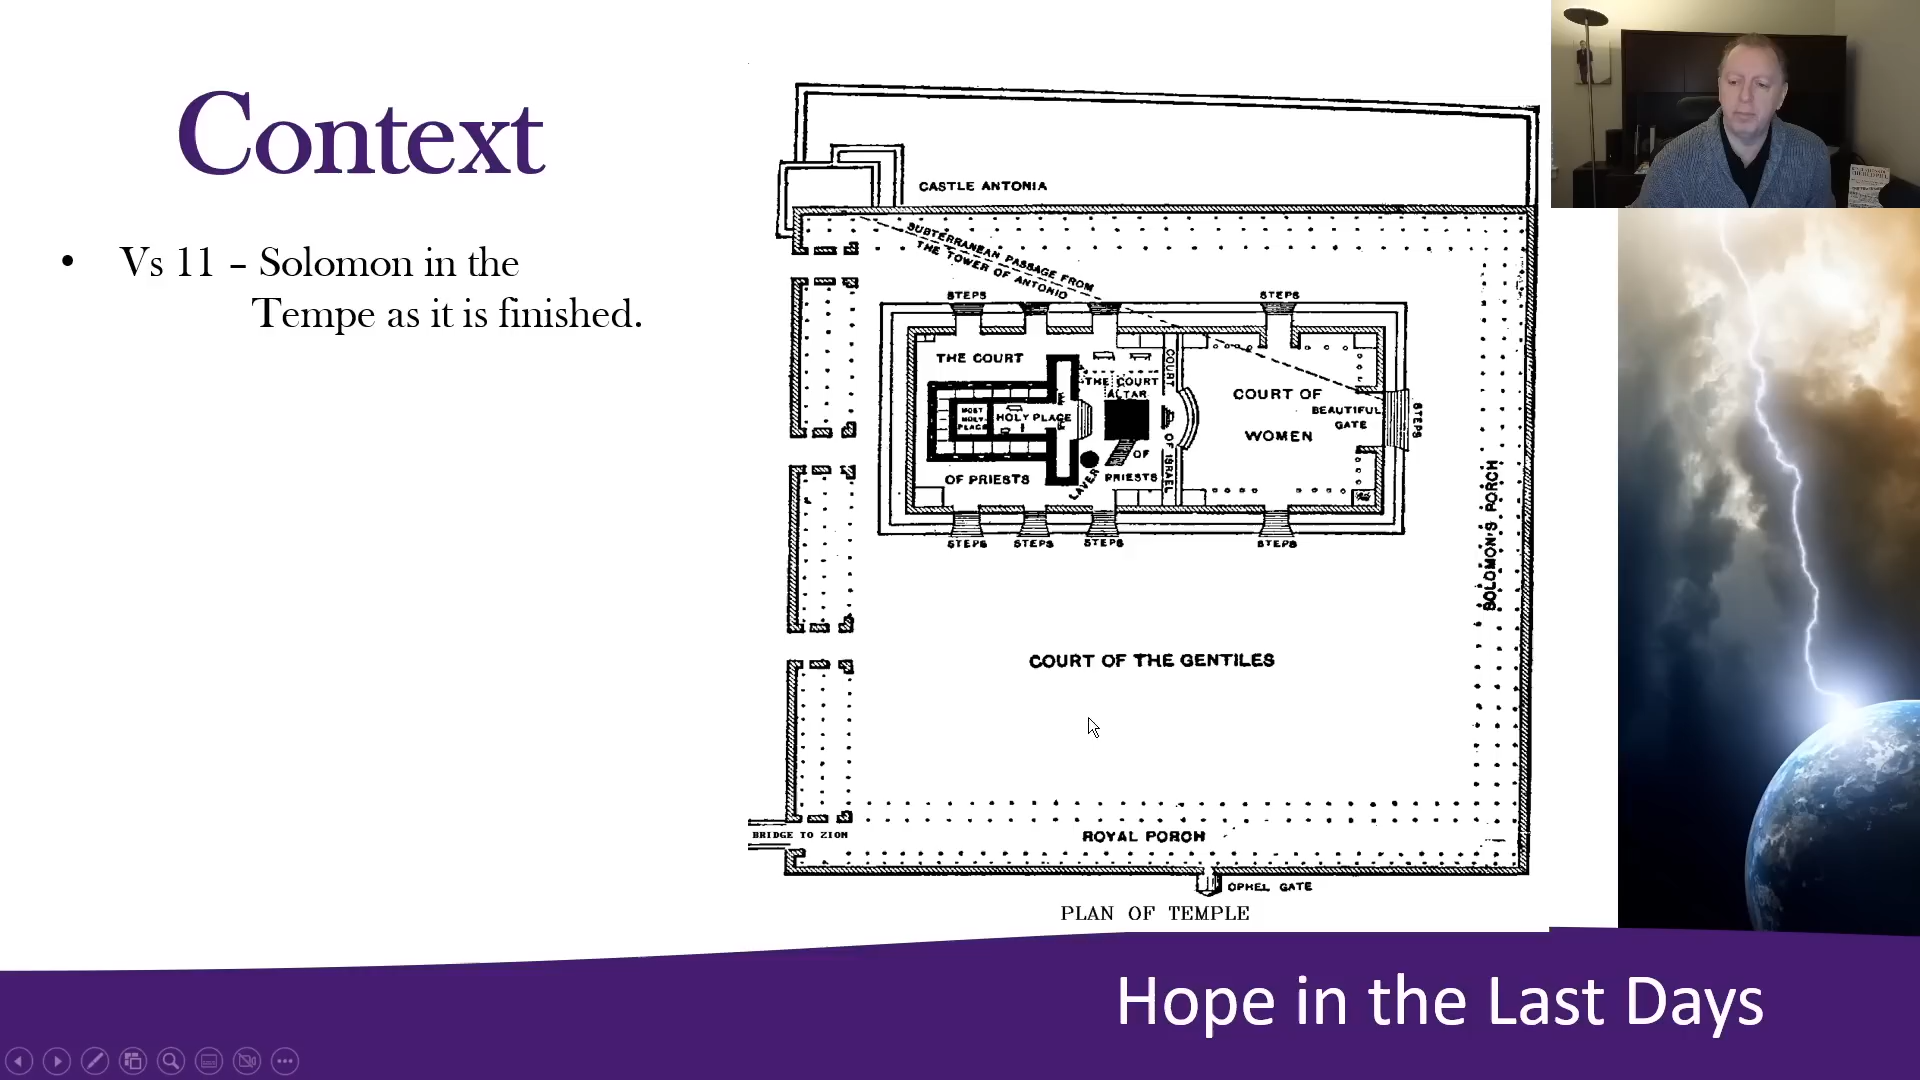 Context
• Vs 11 – Solomon in the
Tempe as it is finished.
CASTLE ANTONIA
SUBTERRANEAN PASSAGE FROM
THE TOWER OF ANTONIO
STEPS
STEPS
THE COURT
COURT
THE COURT
ALTAR
MOST
HOLY
PLACE
HOLY PLACE
COURT OF
WOMEN
BEAUTIFUL
GATE
STEPS
OF
PRIESTS
OF PRIESTS
LAVER
OF ISRAEL
STEPS
STEPS
STEPS
STEPS
SOLOMON'S PORCH
COURT OF THE GENTILES
BRIDGE TO ZION
ROYAL PORCH
OPHEL GATE
PLAN OF TEMPLE
Hope in the Last Days